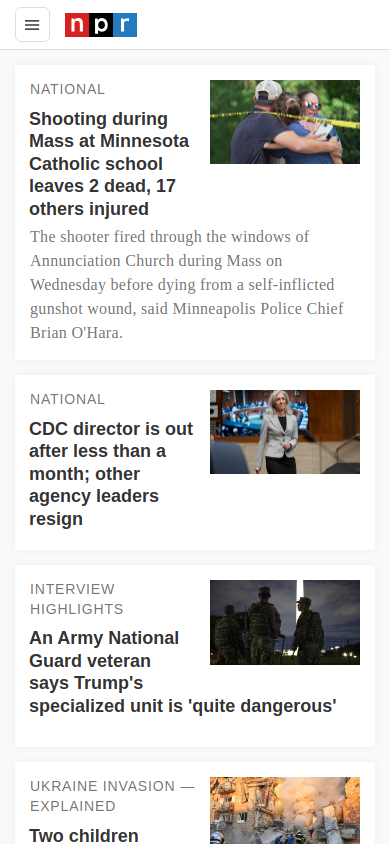 npr
NATIONAL
Shooting during
Mass at Minnesota
Catholic school
leaves 2 dead, 17
others injured
The shooter fired through the windows of
Annunciation Church during Mass on
Wednesday before dying from a self-inflicted
gunshot wound, said Minneapolis Police Chief
Brian O'Hara.
NATIONAL
CDC director is out
after less than a
month; other
agency leaders
resign
INTERVIEW
HIGHLIGHTS
An Army National
Guard veteran
says Trump's
specialized unit is 'quite dangerous'
UKRAINE INVASION —
EXPLAINED
Two children